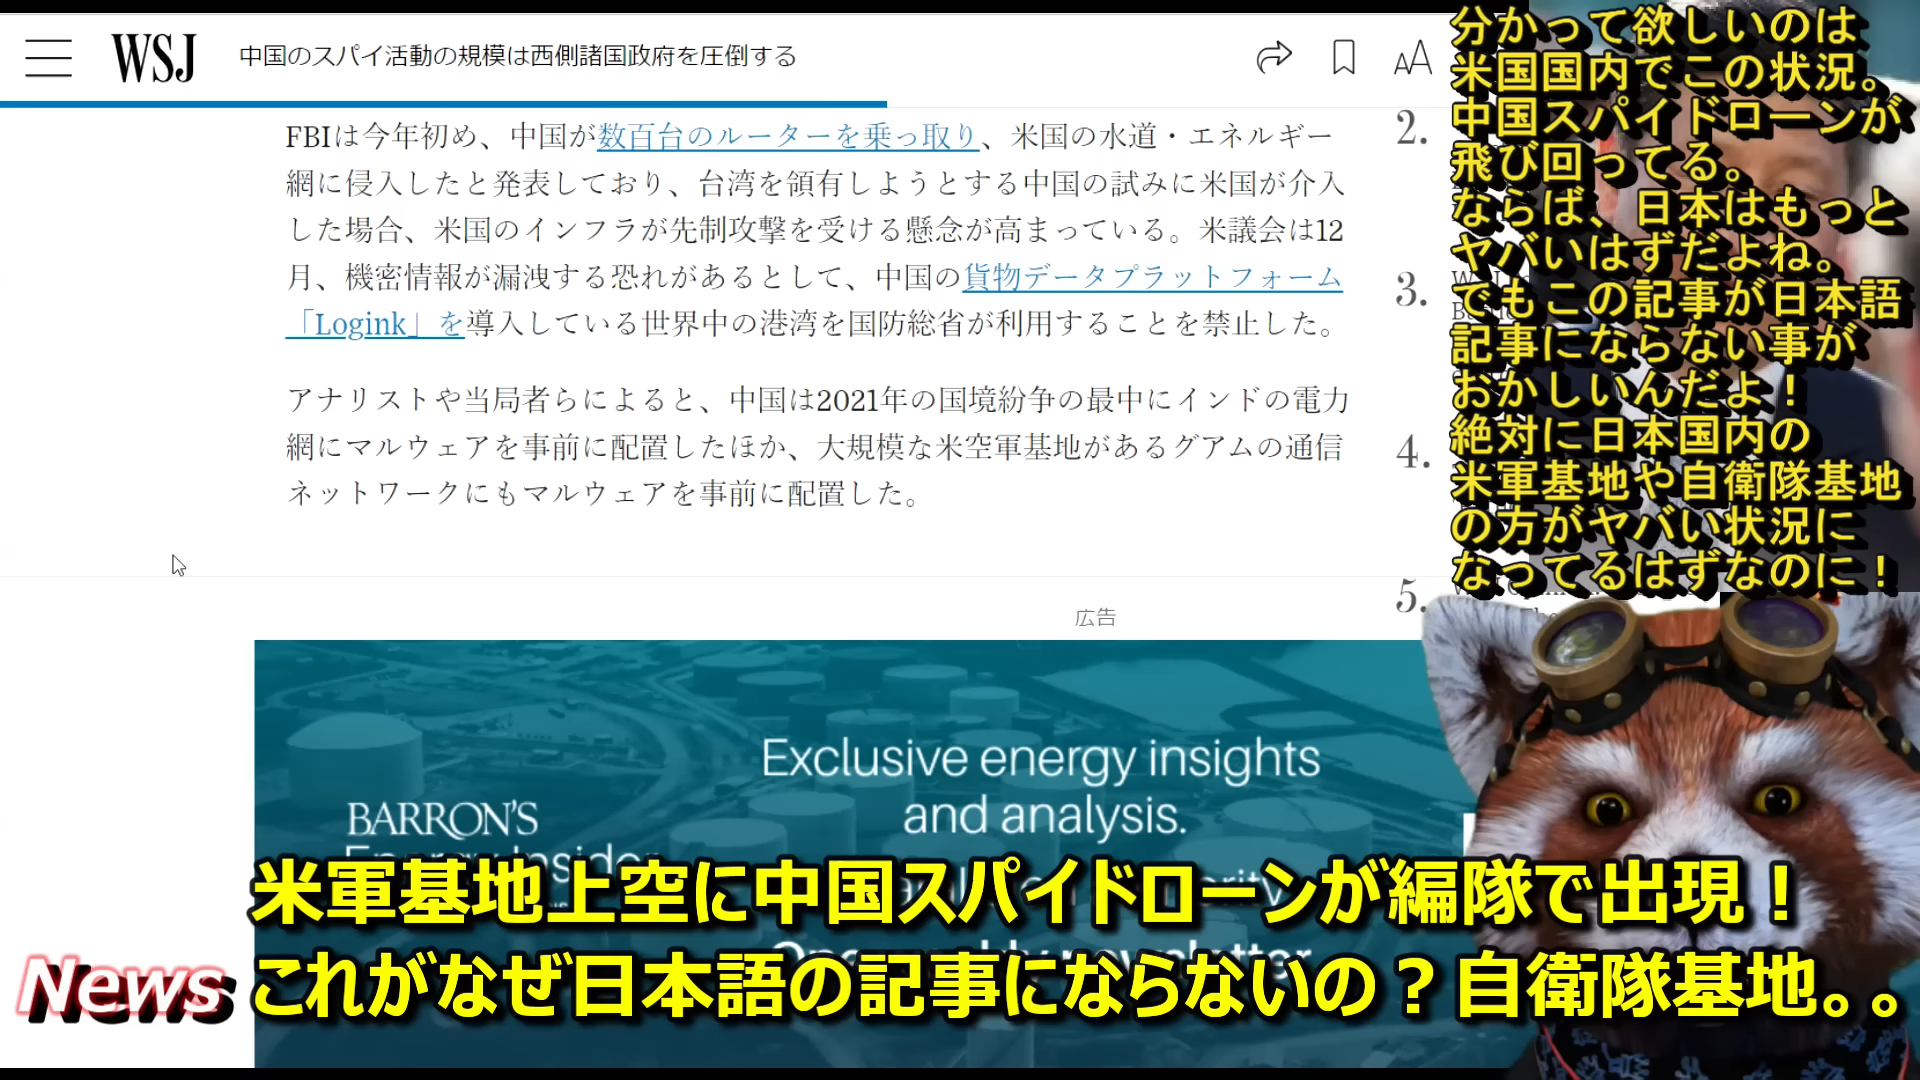 WSJ
中国のスパイ活動の規模は西側諸国政府を圧倒する
AA
FBIは今年初め、中国が数百台のルーターを乗っ取り、米国の水道・エネルギー
網に侵入したと発表しており、台湾を領有しようとする中国の試みに米国が介入
した場合、米国のインフラが先制攻撃を受ける懸念が高まっている。米議会は12
月、機密情報が漏洩する恐れがあるとして、中国の貨物データプラットフォーム
「Logink」を導入している世界中の港湾を国防総省が利用することを禁止した。
アナリストや当局者らによると、中国は2021年の国境紛争の最中にインドの電力
網にマルウェアを事前に配置したほか、大規模な米空軍基地があるグアムの通信
ネットワークにもマルウェアを事前に配置した。
2.
3.
4.
5.
分かって欲しいのは
米国国内でこの状況。
中国スパイドローンが
飛び回ってる。
ならば、日本はもっと
ヤバいはずだよね。
でもこの記事が日本語
記事にならない事が
おかしいんだよ！
絶対に日本国内の
米軍基地や自衛隊基地
の方がヤバい状況に
なってるはずなのに！
広告
Exclusive energy insights
and analysis.
BARRON'S
Energy Insider
One weekly newsletter
米軍基地上空に中国スパイドローンが編隊で出現！
News
これがなぜ日本語の記事にならないの？自衛隊基地。。